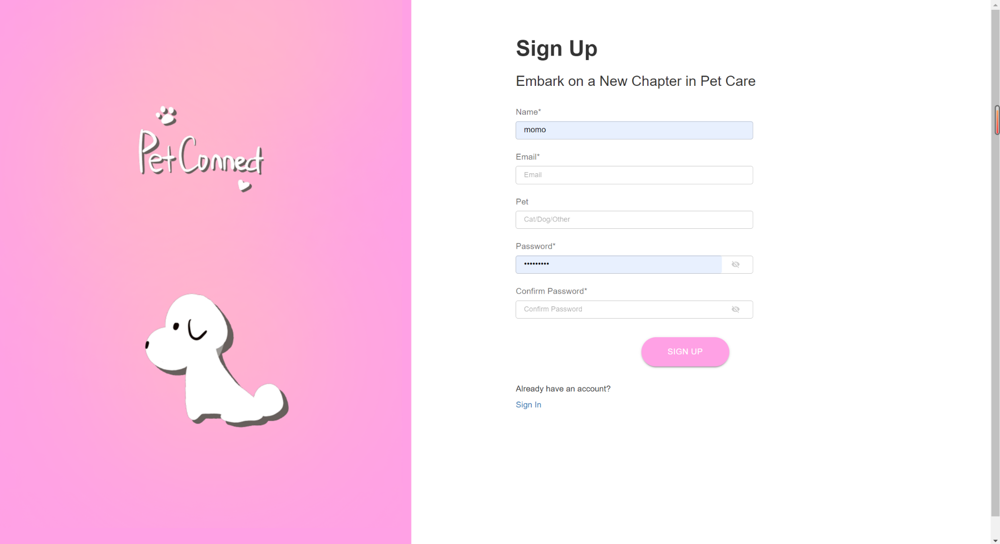 PetConnect
Sign Up
Embark on a New Chapter in Pet Care
Name*
momo
Email*
Email
Pet
Cat/Dog/Other
Password*
•••••••••
Confirm Password*
Confirm Password
SIGN UP
Already have an account?
Sign In